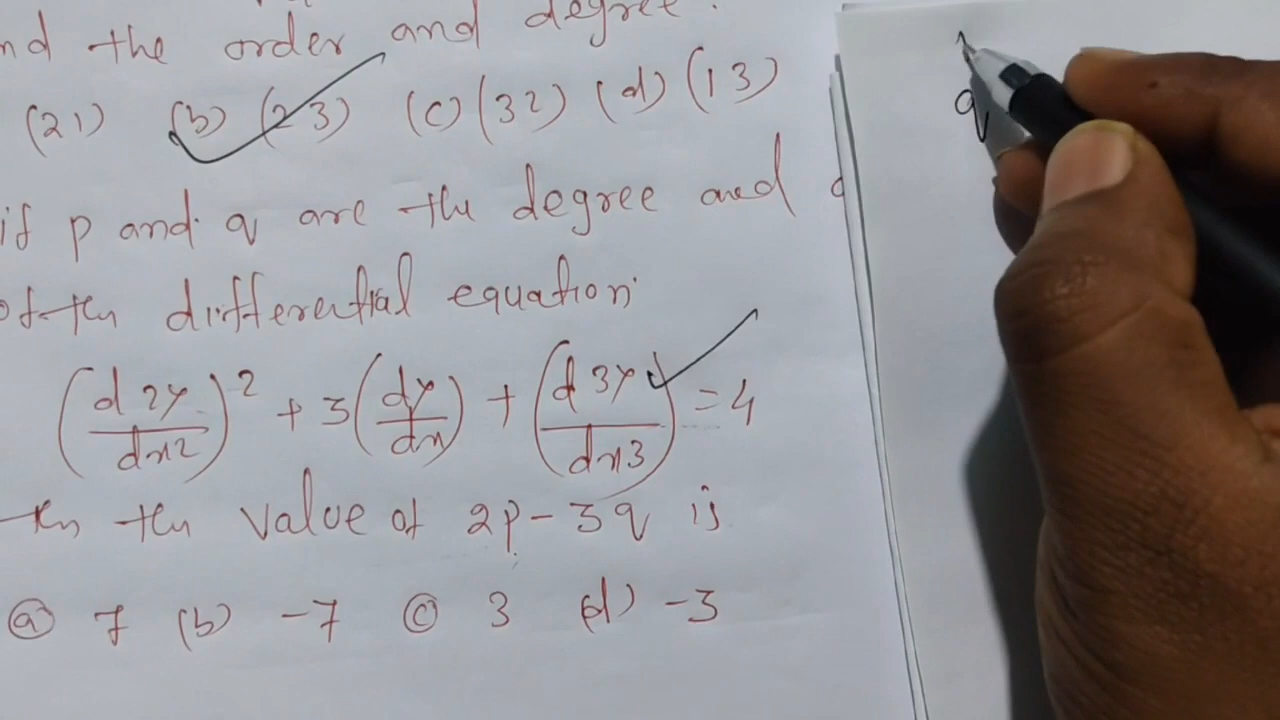 nd the order and degree.
(21) (b) (23) (c) (32) (d) (13)
q
if p and q are the degree and
of the differential equation
(d2y/dx2)² + 3(dy/dx) + (d3y/dx3) = 4
the value of 2p - 3q is
(a) 7 (b) -7 (c) 3 (d) -3